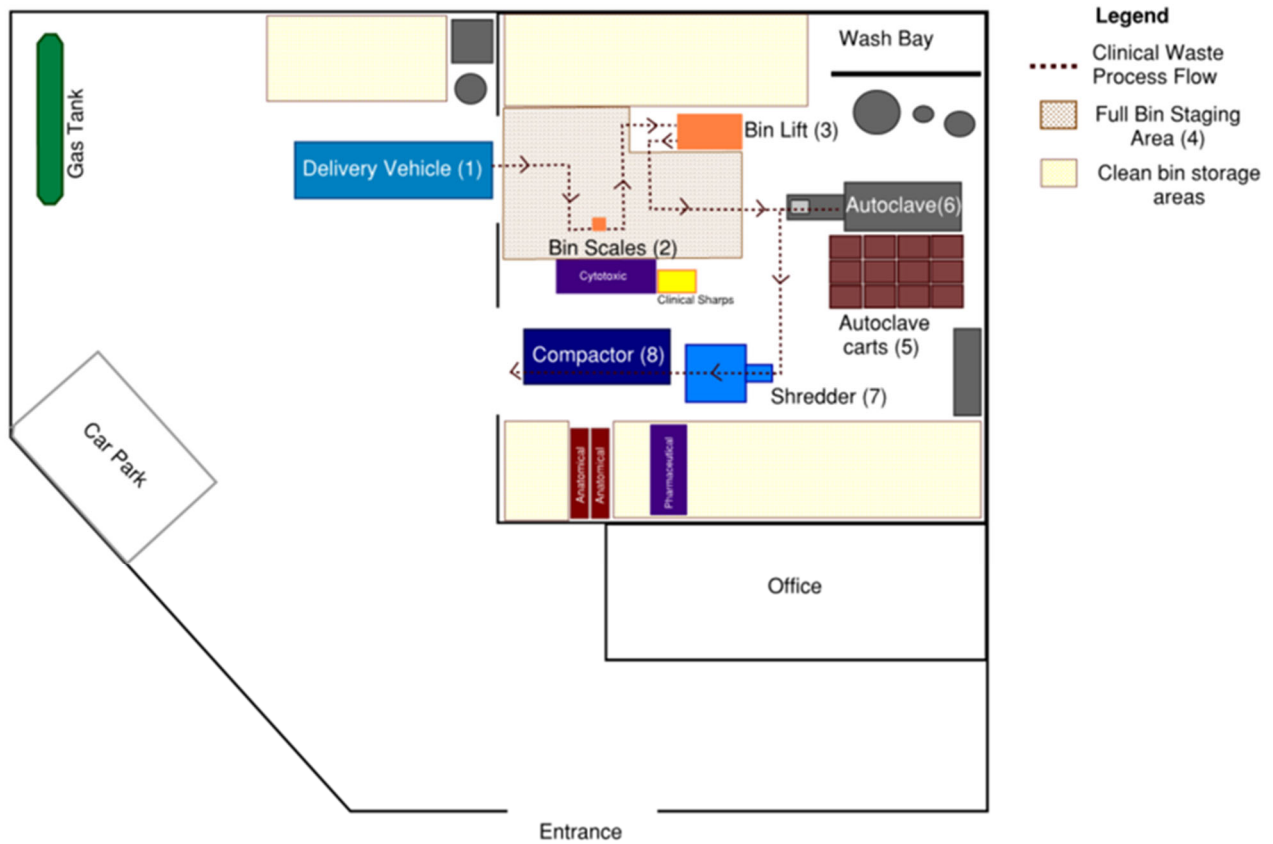 Legend
Clinical Waste
Process Flow
Full Bin Staging
Area (4)
Clean bin storage
areas
Wash Bay
Gas Tank
Delivery Vehicle (1)
Bin Lift (3)
Autoclave(6)
Bin Scales (2)
Cytotoxic
Clinical Sharps
Autoclave
carts (5)
Compactor (8)
Shredder (7)
Car Park
Anatomical
Anatomical
Pharmaceutical
Office
Entrance